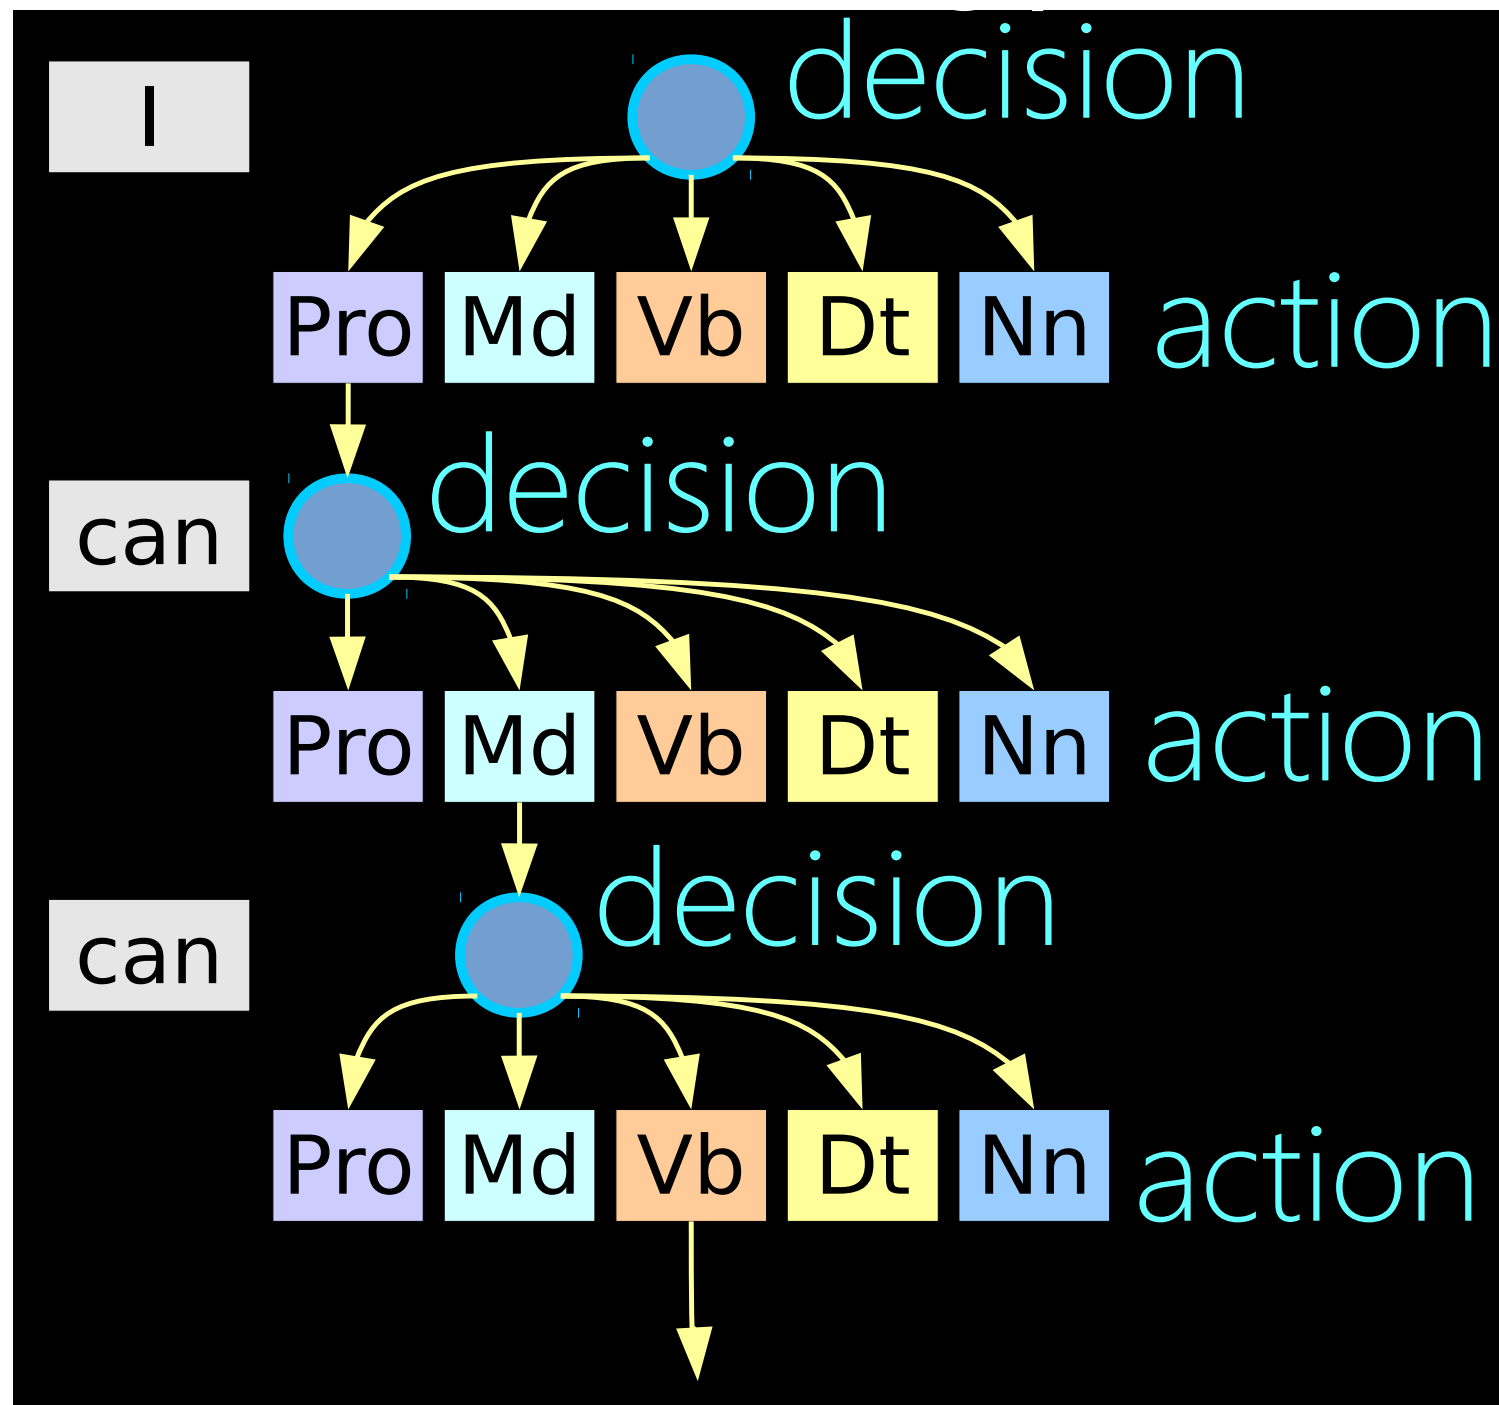 decision
I
Pro Md Vb Dt Nn action
decision
can
Pro Md Vb Dt Nn action
decision
can
Pro Md Vb Dt Nn action